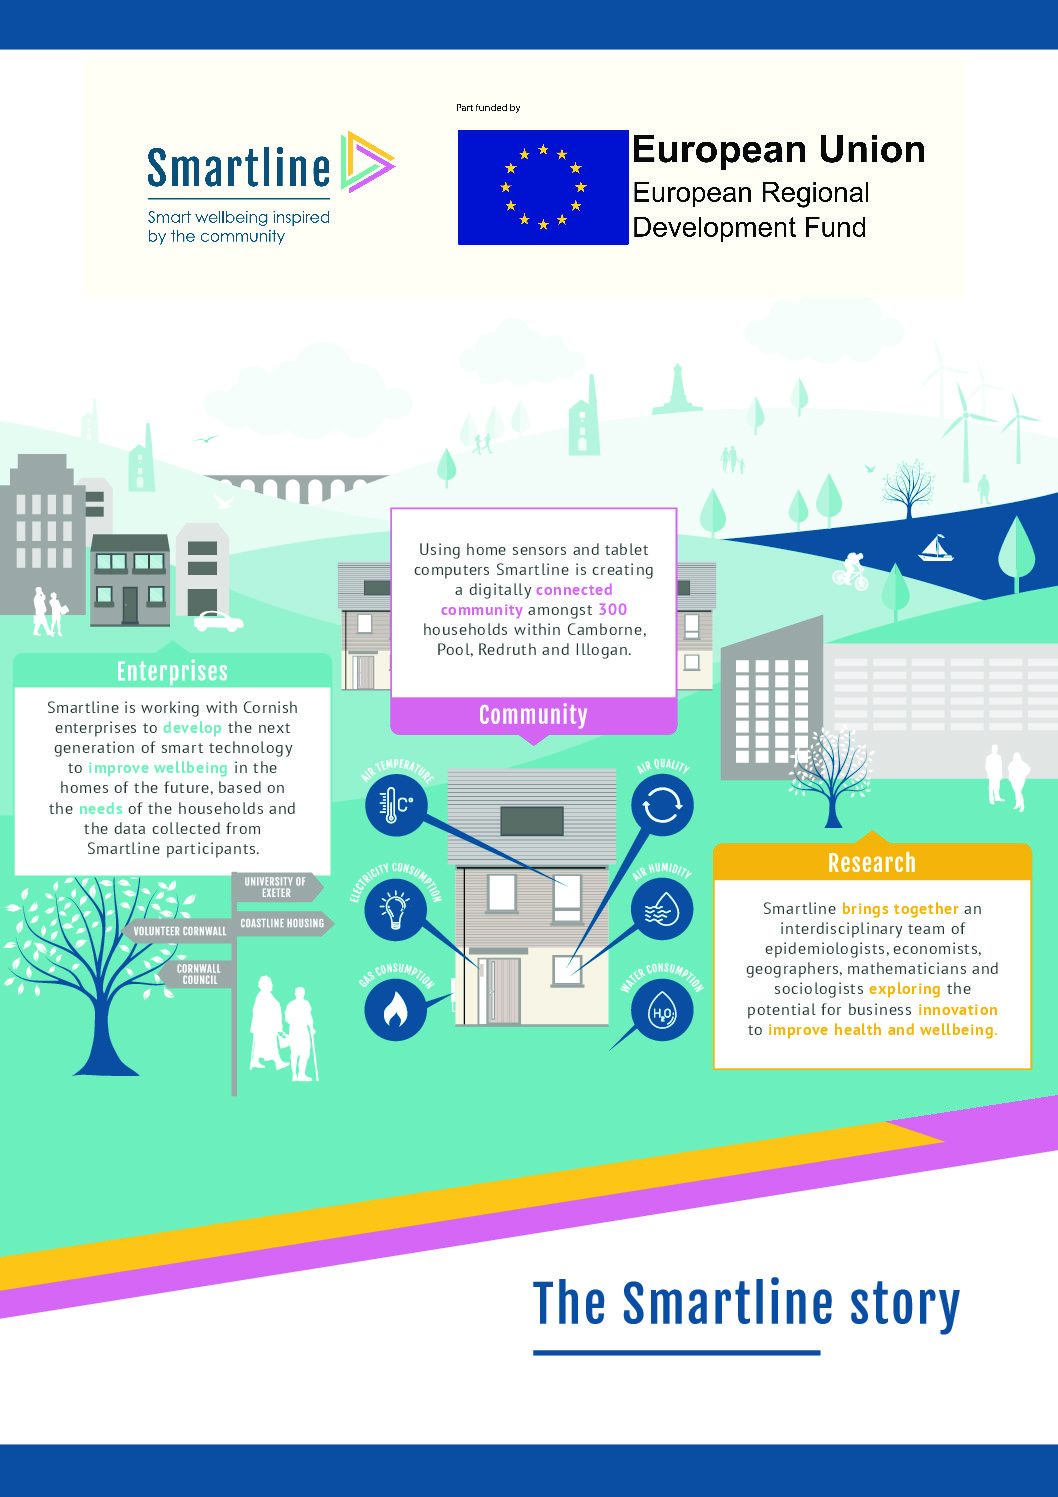 Part funded by
Smartline
Smart wellbeing inspired
by the community
European Union
European Regional
Development Fund
Using home sensors and tablet
computers Smartline is creating
a digitally connected
community amongst 300
households within Camborne,
Pool, Redruth and Illogan.
Community
Enterprises
Smartline is working with Cornish
enterprises to develop the next
generation of smart technology
to improve wellbeing in the
homes of the future, based on
the needs of the households and
the data collected from
Smartline participants.
AIR TEMPERATURE
C°
AIR QUALITY
ELECTRICITY CONSUMPTION
AIR HUMIDITY
GAS CONSUMPTION
WATER CONSUMPTION
H₂O
UNIVERSITY OF
EXETER
COASTLINE HOUSING
VOLUNTEER CORNWALL
CORNWALL
COUNCIL
Research
Smartline brings together an
interdisciplinary team of
epidemiologists, economists,
geographers, mathematicians and
sociologists exploring the
potential for business innovation
to improve health and wellbeing.
The Smartline story